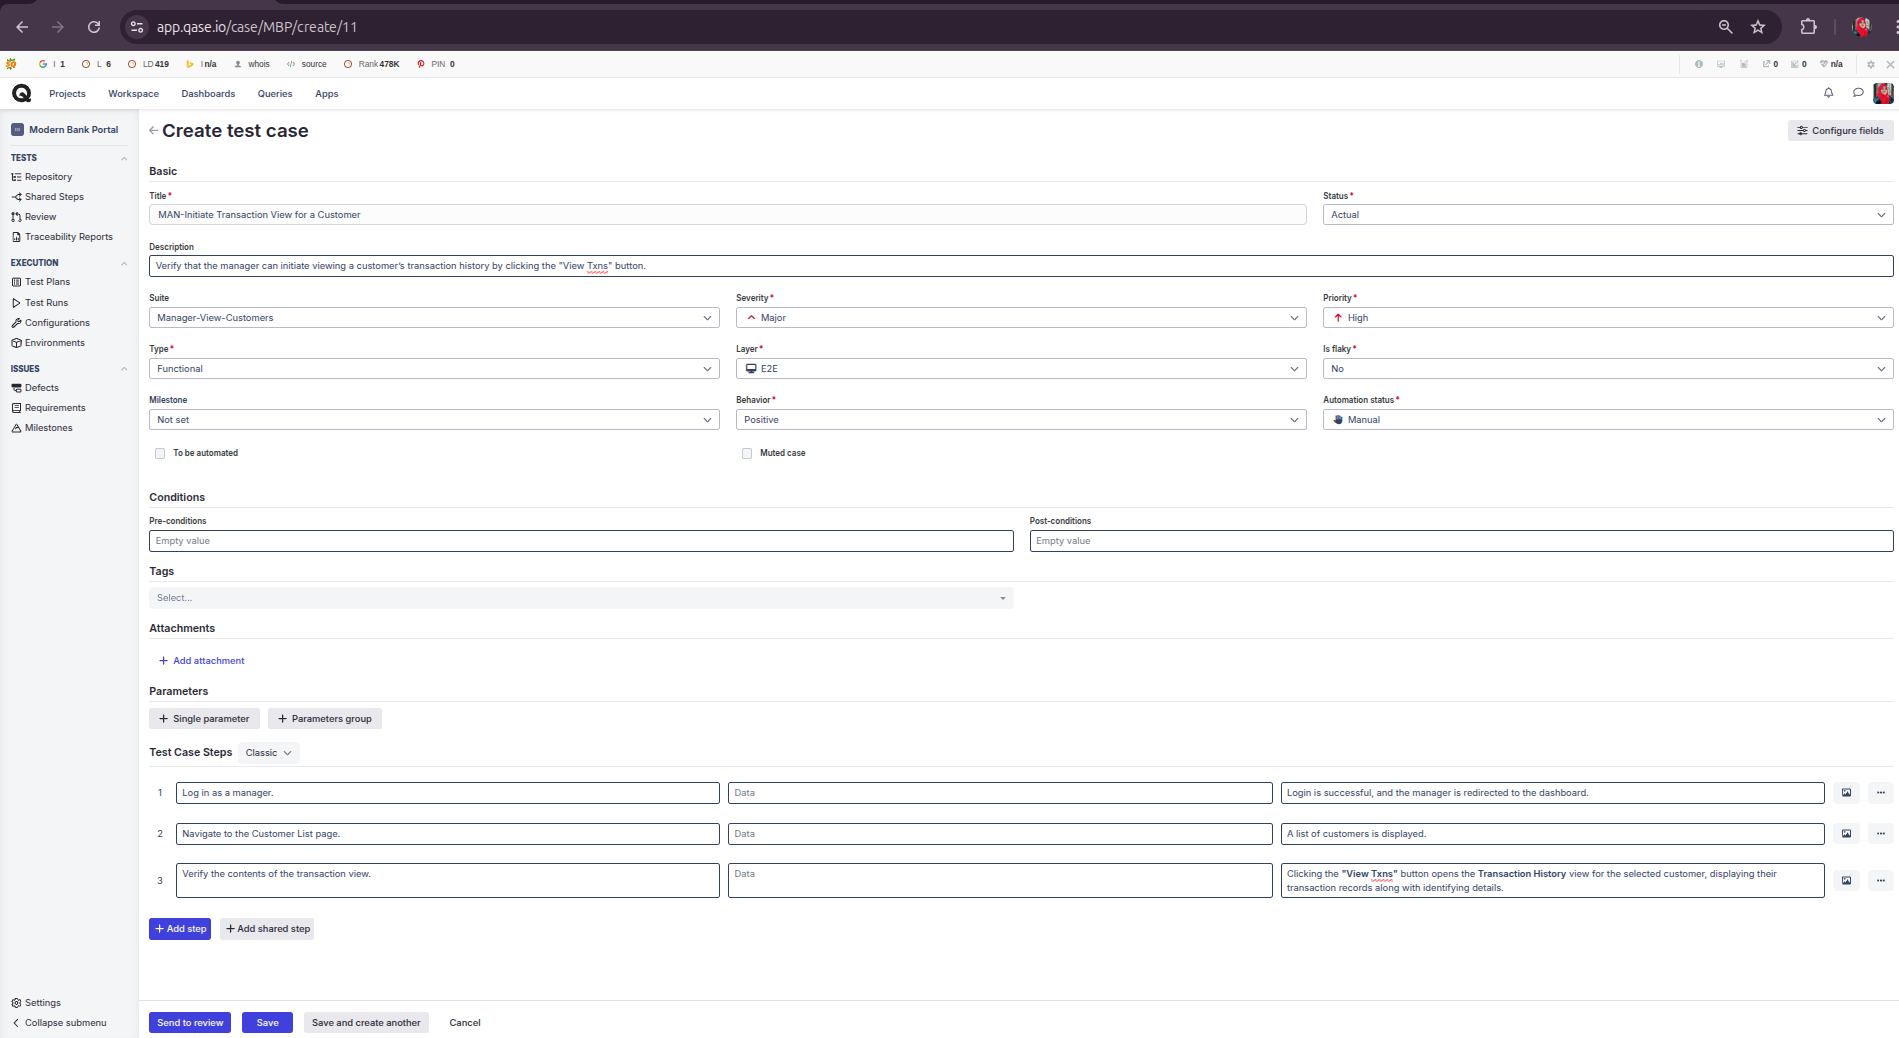 app.qase.io/case/MBP/create/11
I 1 L 6 LD 419 I n/a whois source Rank 478K PIN 0 0 0 n/a
Projects Workspace Dashboards Queries Apps
Modern Bank Portal
TESTS
Repository
Shared Steps
Review
Traceability Reports
EXECUTION
Test Plans
Test Runs
Configurations
Environments
ISSUES
Defects
Requirements
Milestones
Settings
Collapse submenu
Create test case
Configure fields
Basic
Title* Status*
MAN-Initiate Transaction View for a Customer Actual
Description
Verify that the manager can initiate viewing a customer's transaction history by clicking the "View Txns" button.
Suite Severity* Priority*
Manager-View-Customers Major High
Type* Layer* Is flaky*
Functional E2E No
Milestone Behavior* Automation status*
Not set Positive Manual
To be automated Muted case
Conditions
Pre-conditions Post-conditions
Empty value Empty value
Tags
Select...
Attachments
+ Add attachment
Parameters
+ Single parameter + Parameters group
Test Case Steps Classic
1 Log in as a manager. Data Login is successful, and the manager is redirected to the dashboard.
2 Navigate to the Customer List page. Data A list of customers is displayed.
3 Verify the contents of the transaction view. Data Clicking the "View Txns" button opens the Transaction History view for the selected customer, displaying their
transaction records along with identifying details.
+ Add step + Add shared step
Send to review Save Save and create another Cancel